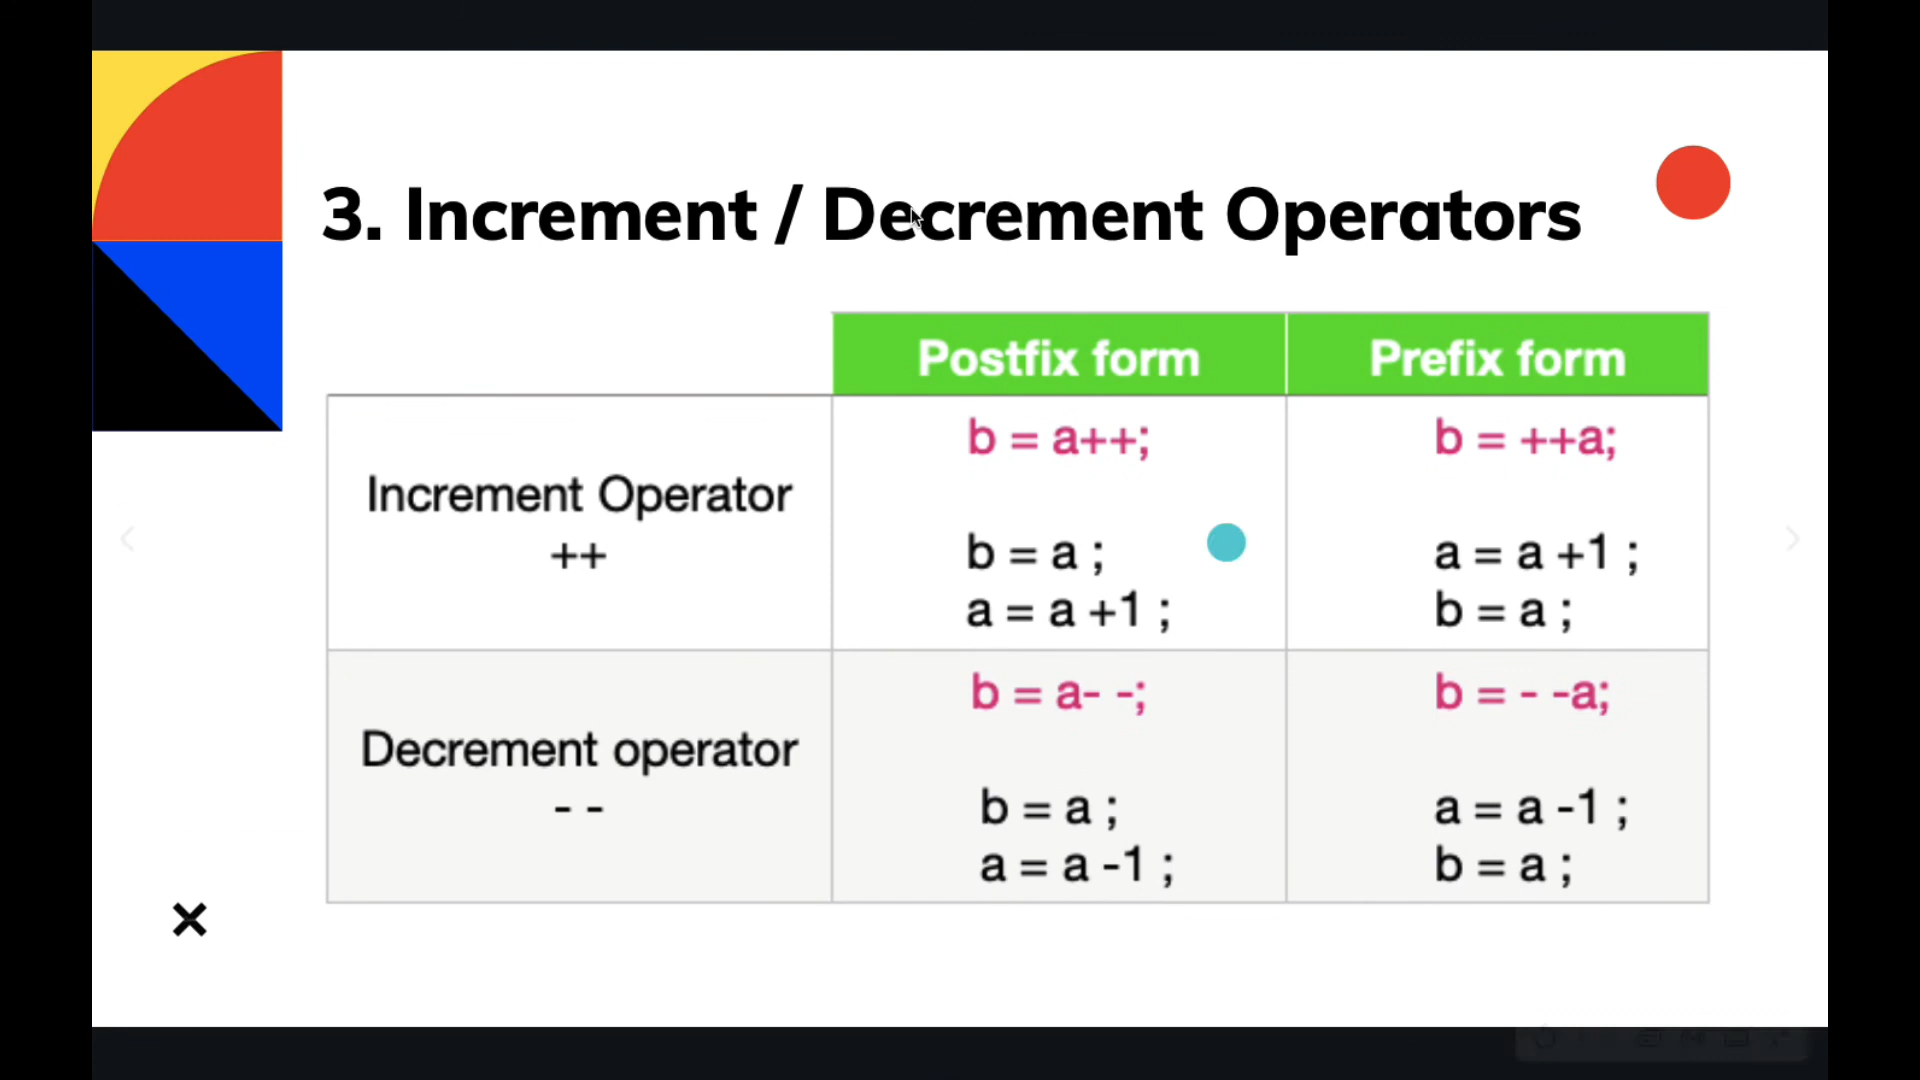 3. Increment / Decrement Operators
Postfix form
Prefix form
Increment Operator
++
b = a++;
b = a ;
a = a +1 ;
b = ++a;
a = a +1 ;
b = a ;
Decrement operator
- -
b = a- -;
b = a ;
a = a -1 ;
b = - -a;
a = a -1 ;
b = a ;